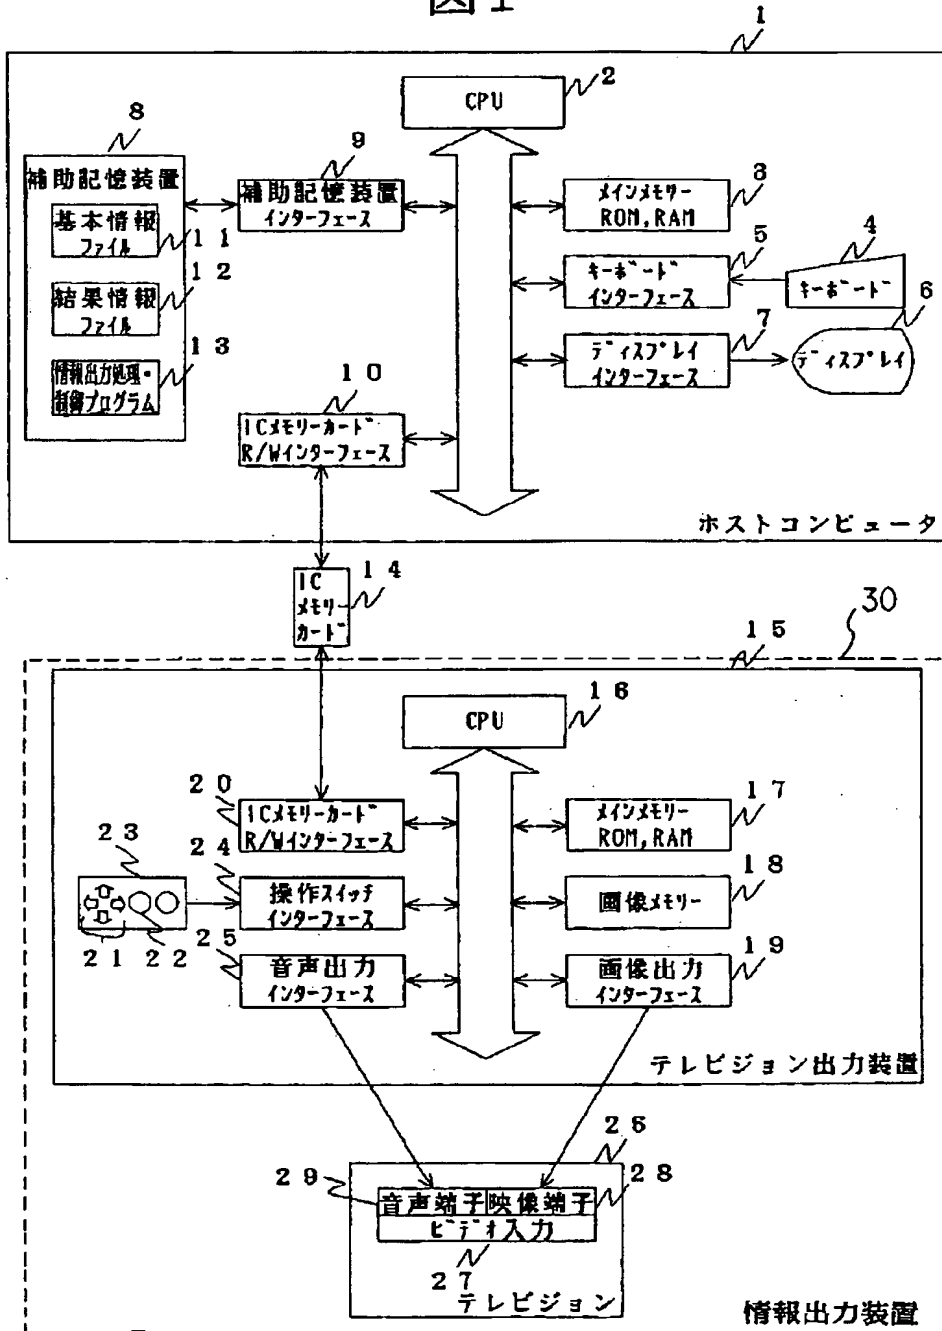 図1
1
CPU
2
8
補助記憶装置
基本情報
ファイル
11
結果情報
ファイル
12
情報出力処理・
制御プログラム
13
9
補助記憶装置
インターフェース
メインメモリー
ROM, RAM
3
キーボード
インターフェース
5
4
キーボード
ディスプレイ
インターフェース
7
6
ディスプレイ
10
ICメモリーカード
R/Wインターフェース
ホストコンピュータ
IC
メモリー
カード
14
30
15
CPU
16
20
ICメモリーカード
R/Wインターフェース
メインメモリー
ROM, RAM
17
23
24
操作スイッチ
インターフェース
画像メモリー
18
21
22
25
音声出力
インターフェース
画像出力
インターフェース
19
テレビジョン出力装置
26
29
音声端子
映像端子
28
ビデオ入力
27
テレビジョン
情報出力装置